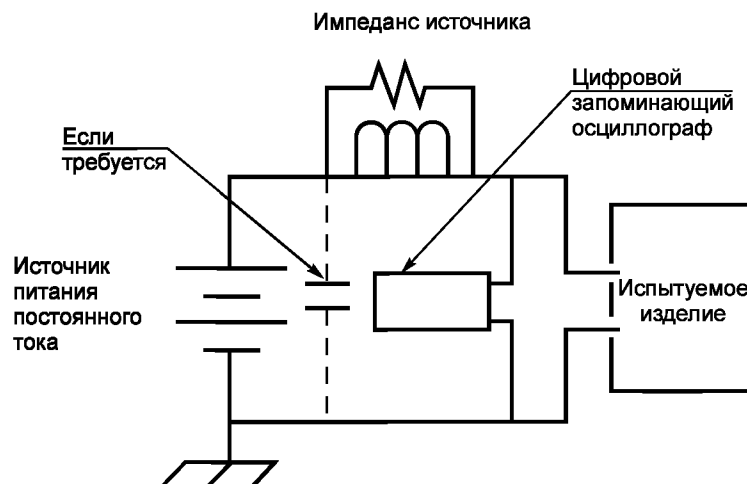 Импеданс источника
Цифровой
запоминающий
осциллограф
Если
требуется
Источник
питания
постоянного
тока
Испытуемое
изделие